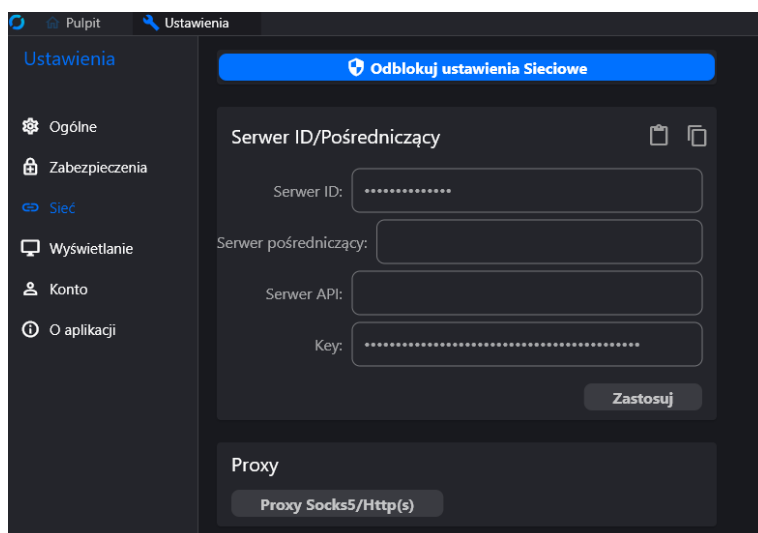 Pulpit
Ustawienia
Ustawienia
Ogólne
Zabezpieczenia
Sieć
Wyświetlanie
Konto
O aplikacji
Odblokuj ustawienia Sieciowe
Serwer ID/Pośredniczący
Serwer ID: ••••••••••••••
Serwer pośredniczący:
Serwer API:
Key: ••••••••••••••••••••••••••••••••••••••••••••
Zastosuj
Proxy
Proxy Socks5/Http(s)